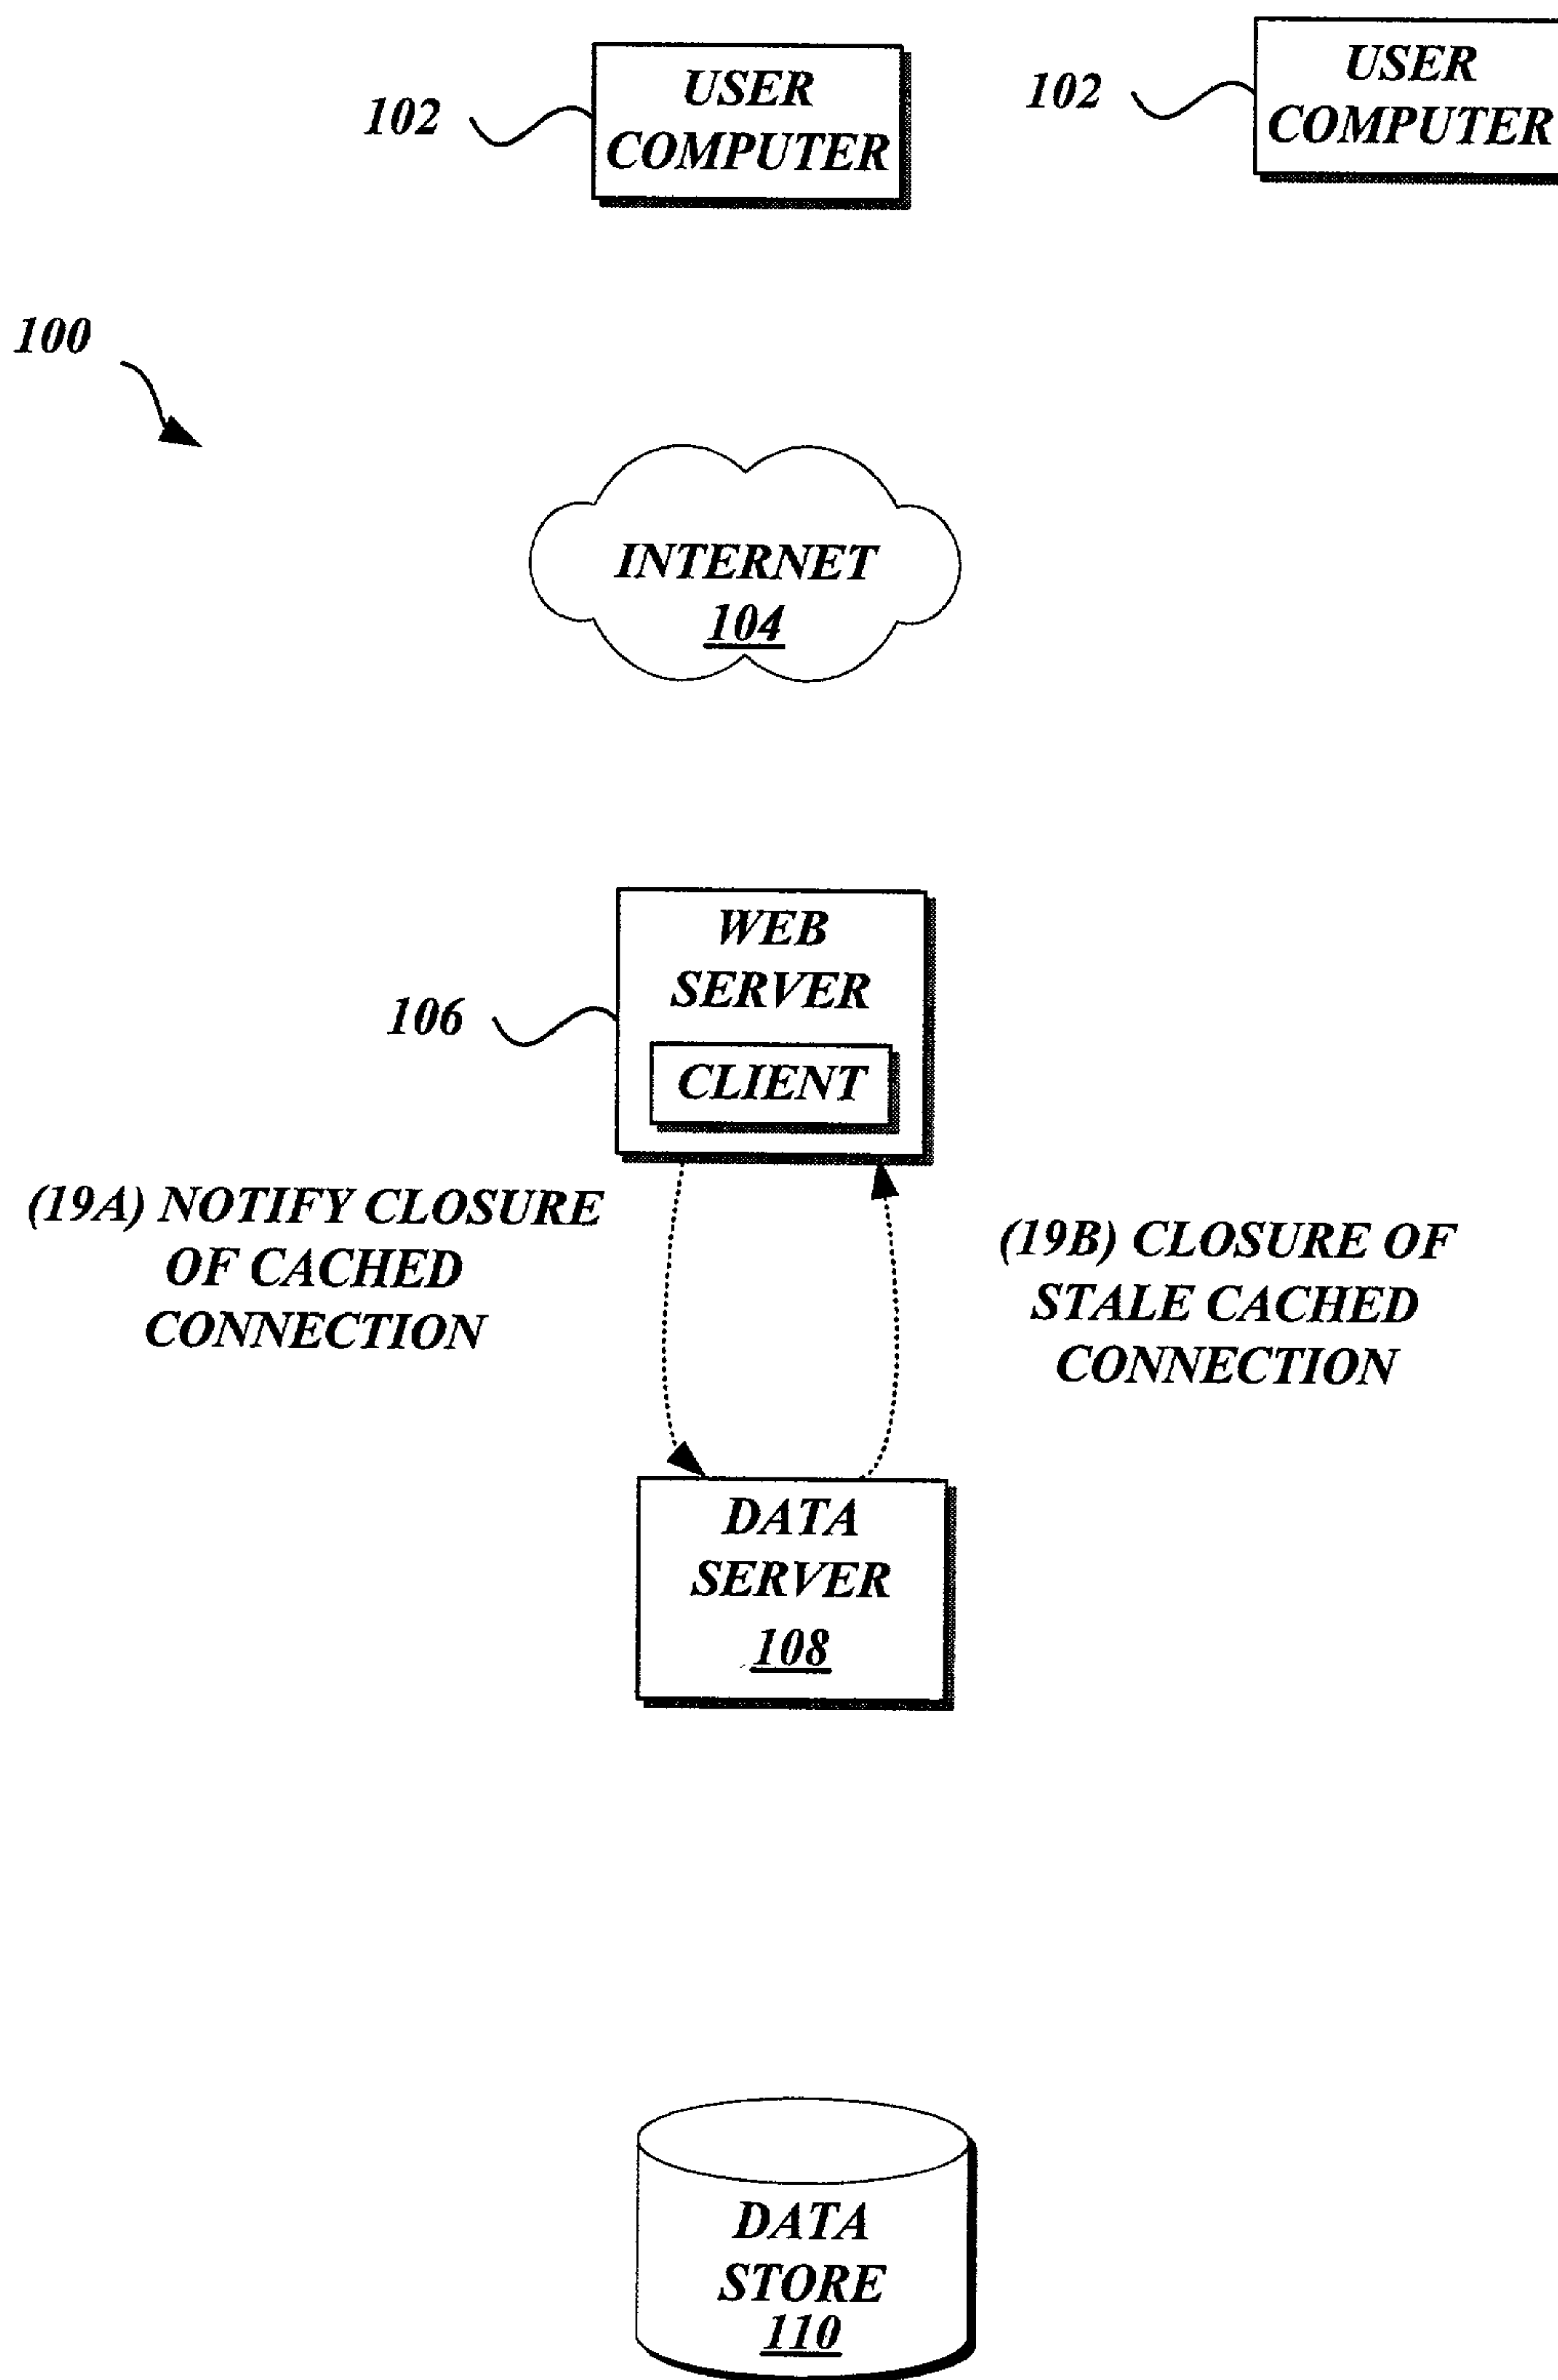 102
USER
COMPUTER
102
USER
COMPUTER
100
INTERNET
104
WEB
SERVER
106
CLIENT
(19A) NOTIFY CLOSURE
OF CACHED
CONNECTION
(19B) CLOSURE OF
STALE CACHED
CONNECTION
DATA
SERVER
108
DATA
STORE
110